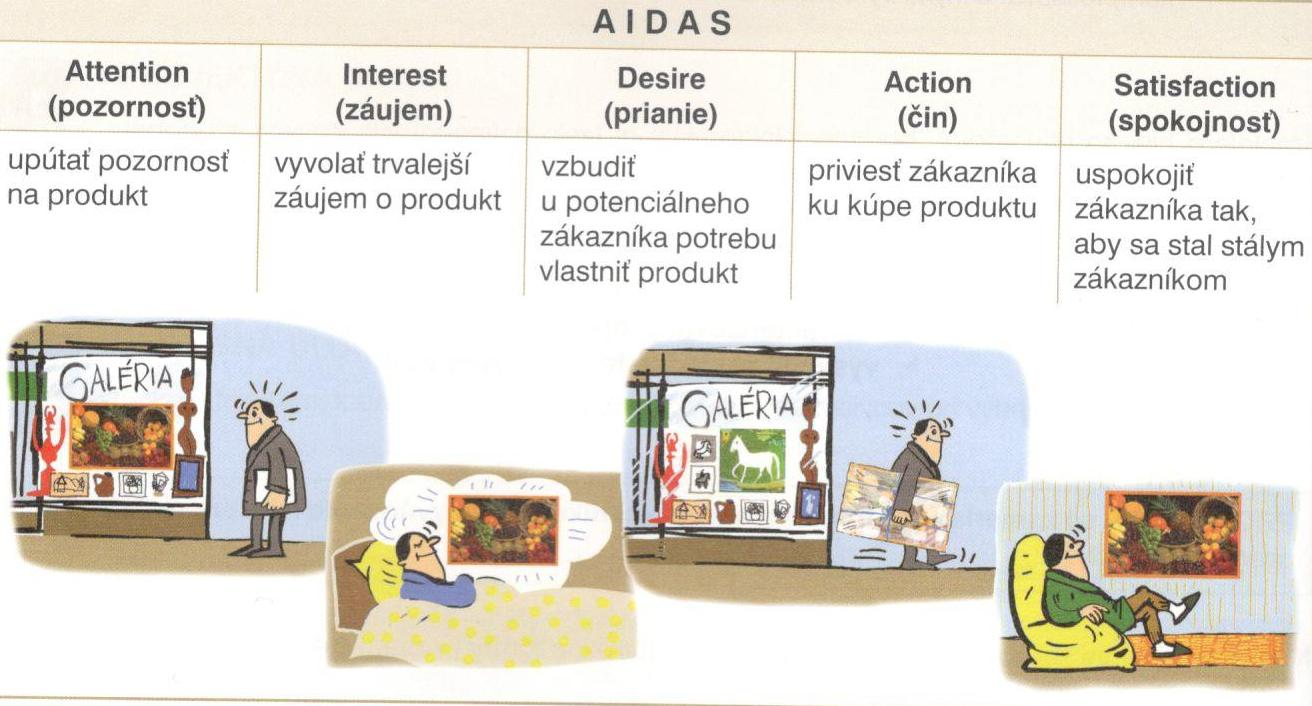 AIDAS
Attention
(pozornosť)
Interest
(záujem)
Desire
(prianie)
Action
(čin)
Satisfaction
(spokojnosť)
upútať pozornosť
na produkt
vyvolať trvalejší
záujem o produkt
vzbudiť
u potenciálneho
zákazníka potrebu
vlastniť produkt
priviesť zákazníka
ku kúpe produktu
uspokojiť
zákazníka tak,
aby sa stal stálym
zákazníkom
GALÉRIA
GALÉRIA